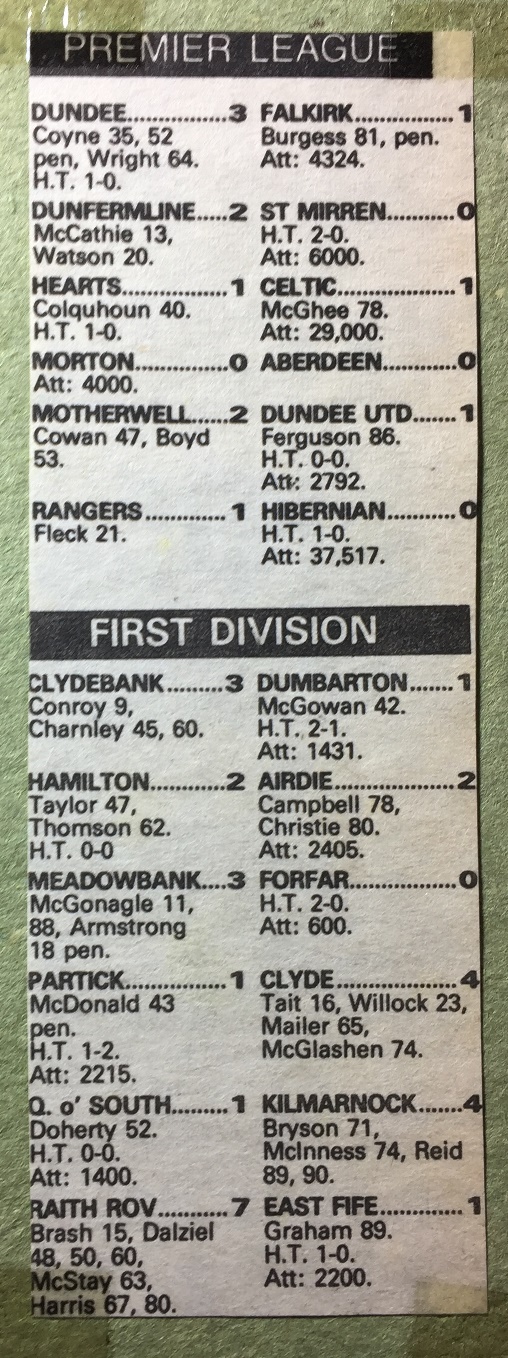 PREMIER LEAGUE
DUNDEE...............3 FALKIRK...............1
Coyne 35, 52 Burgess 81, pen.
pen, Wright 64. Att: 4324.
H.T. 1-0.
DUNFERMLINE.....2 ST MIRREN...........0
McCathie 13, H.T. 2-0.
Watson 20. Att: 6000.
HEARTS................1 CELTIC...................1
Colquhoun 40. McGhee 78.
H.T. 1-0. Att: 29,000.
MORTON..............0 ABERDEEN............0
Att: 4000.
MOTHERWELL......2 DUNDEE UTD.......1
Cowan 47, Boyd Ferguson 86.
53. H.T. 0-0.
Att: 2792.
RANGERS............1 HIBERNIAN...........0
Fleck 21. H.T. 1-0.
Att: 37,517.
FIRST DIVISION
CLYDEBANK.........3 DUMBARTON.......1
Conroy 9, McGowan 42.
Charnley 45, 60. H.T. 2-1.
Att: 1431.
HAMILTON............2 AIRDIE....................2
Taylor 47, Campbell 78,
Thomson 62. Christie 80.
H.T. 0-0 Att: 2405.
MEADOWBANK....3 FORFAR.................0
McGonagle 11, H.T. 2-0.
88, Armstrong Att: 600.
18 pen.
PARTICK................1 CLYDE....................4
McDonald 43 Tait 16, Willock 23,
pen. Mailer 65,
H.T. 1-2. McGlashen 74.
Att: 2215.
Q. o' SOUTH.........1 KILMARNOCK.......4
Doherty 52. Bryson 71,
H.T. 0-0. McInness 74, Reid
Att: 1400. 89, 90.
RAITH ROV...........7 EAST FIFE..............1
Brash 15, Dalziel Graham 89.
48, 50, 60, H.T. 1-0.
McStay 63, Att: 2200.
Harris 67, 80.